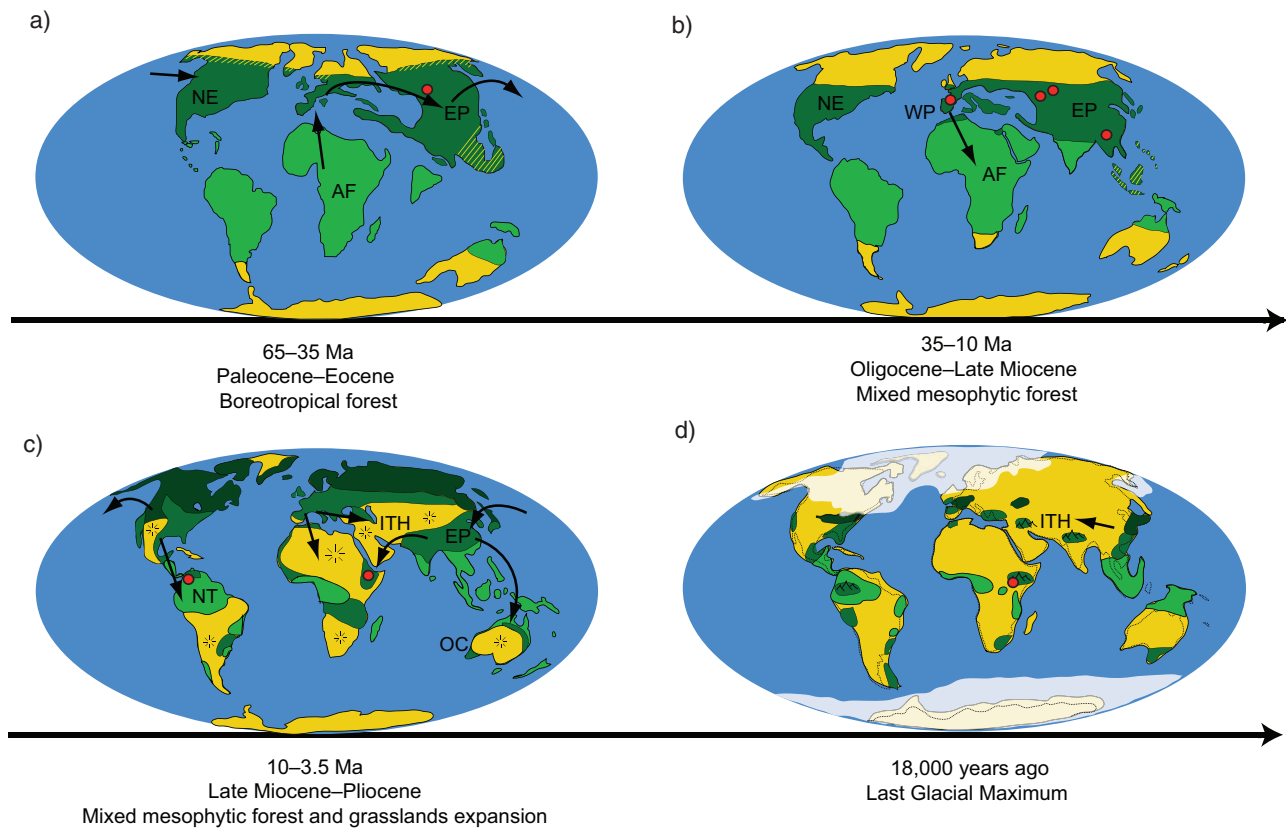 a)
NE
EP
AF
65–35 Ma
Paleocene–Eocene
Boreotropical forest
b)
NE
WP
EP
AF
35–10 Ma
Oligocene–Late Miocene
Mixed mesophytic forest
c)
ITH
EP
NT
OC
10–3.5 Ma
Late Miocene–Pliocene
Mixed mesophytic forest and grasslands expansion
d)
ITH
18,000 years ago
Last Glacial Maximum